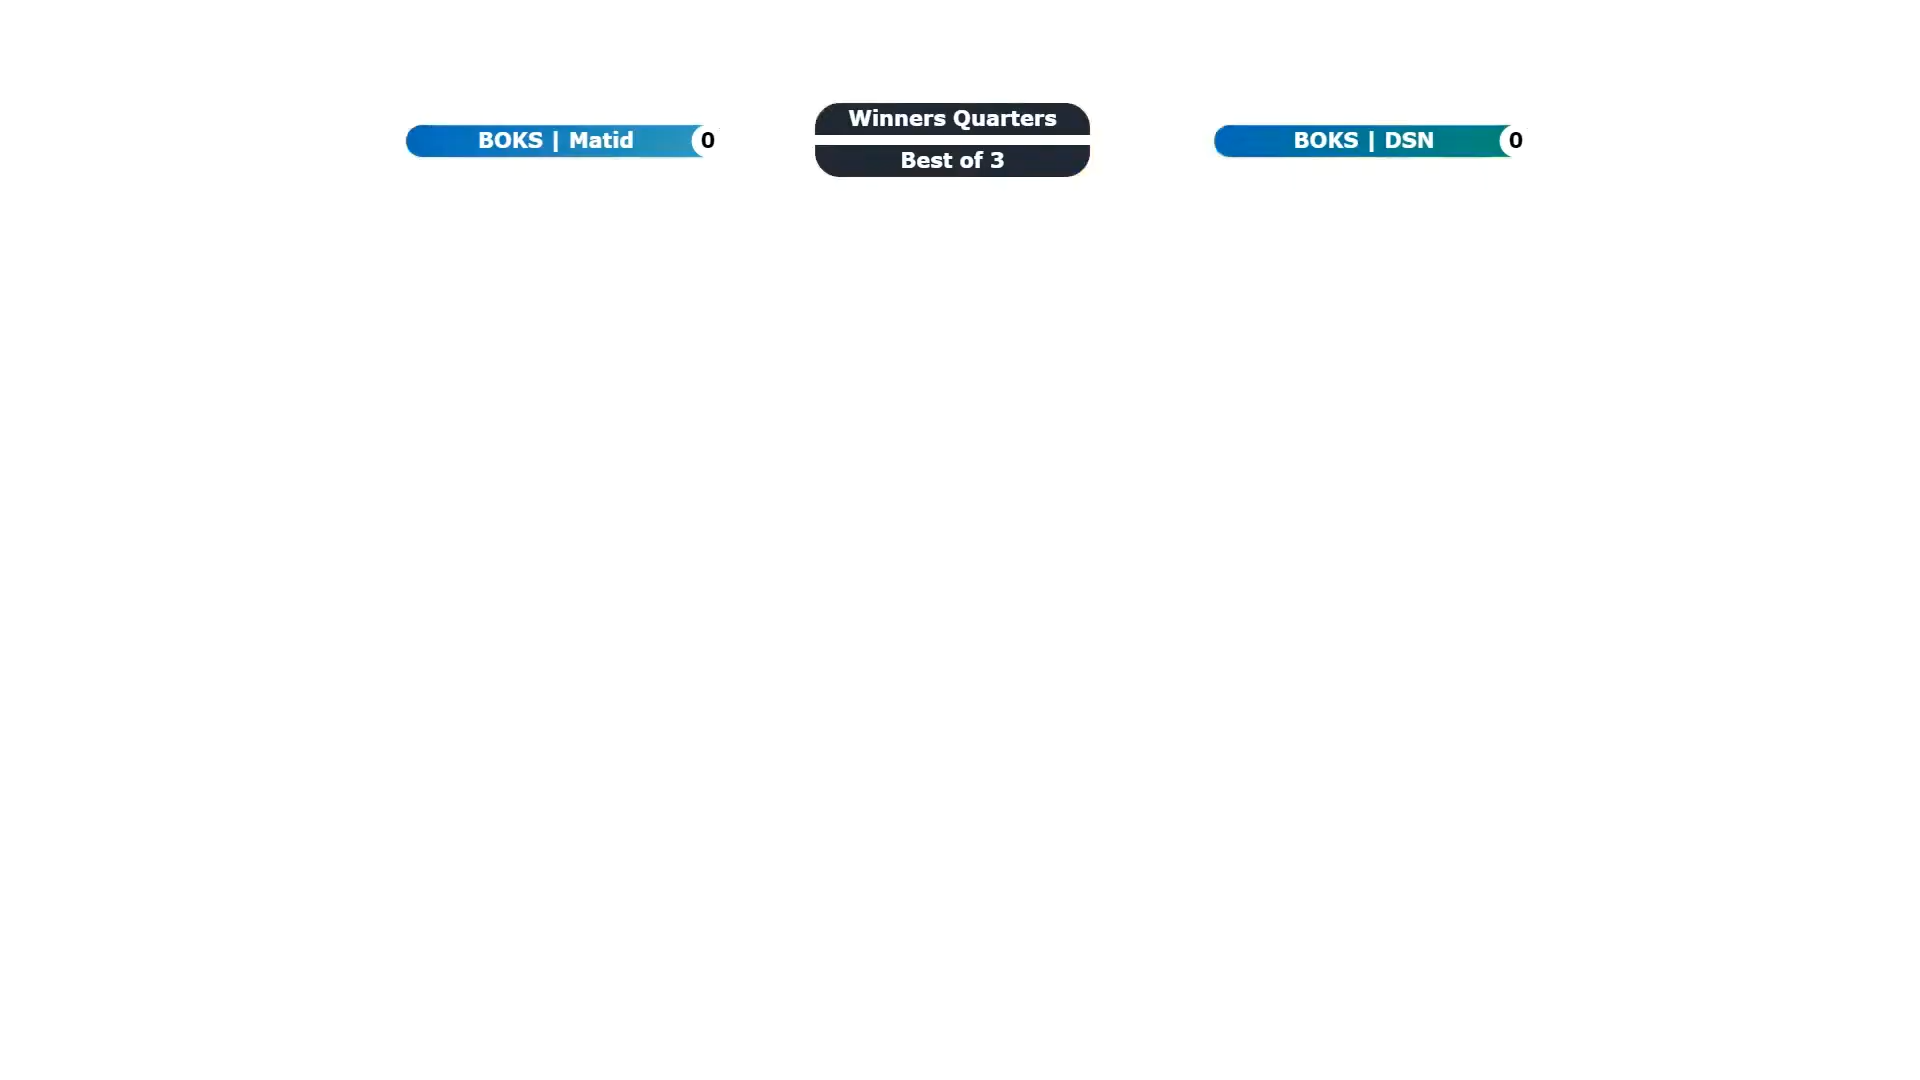 BOKS | Matid 0
Winners Quarters
Best of 3
BOKS | DSN 0